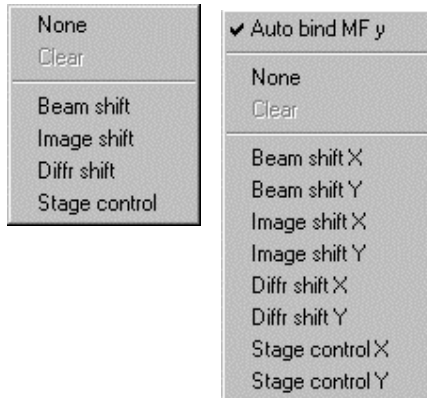 None
Clear
Beam shift
Image shift
Diffr shift
Stage control
Auto bind MF y
None
Clear
Beam shift X
Beam shift Y
Image shift X
Image shift Y
Diffr shift X
Diffr shift Y
Stage control X
Stage control Y